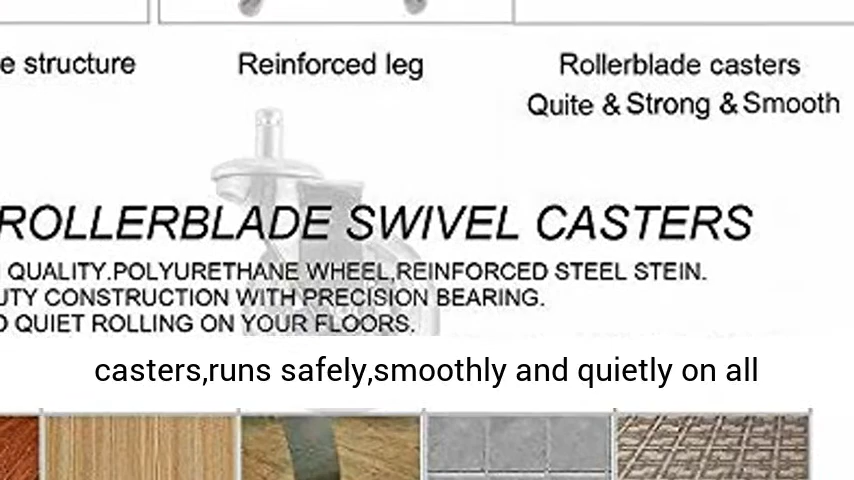 e structure
Reinforced leg
Rollerblade casters
Quite & Strong & Smooth
ROLLERBLADE SWIVEL CASTERS
QUALITY.POLYURETHANE WHEEL,REINFORCED STEEL STEIN.
UTY CONSTRUCTION WITH PRECISION BEARING.
QUIET ROLLING ON YOUR FLOORS.
casters,runs safely,smoothly and quietly on all